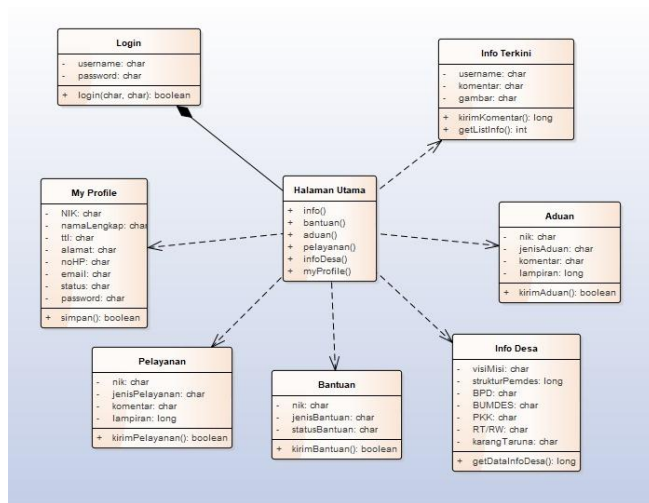 Login
- username: char
- password: char
+ login(char, char): boolean
Info Terkini
- username: char
- komentar: char
- gambar: char
+ kirimKomentar(): long
+ getListInfo(): int
My Profile
- NIK: char
- namaLengkap: char
- ttl: char
- alamat: char
- noHP: char
- email: char
- status: char
- password: char
+ simpan(): boolean
Halaman Utama
+ info()
+ bantuan()
+ aduan()
+ pelayanan()
+ infoDesa()
+ myProfile()
Aduan
- nik: char
- jenisAduan: char
- komentar: char
- lampiran: long
+ kirimAduan(): boolean
Pelayanan
- nik: char
- jenisPelayanan: char
- komentar: char
- lampiran: long
+ kirimPelayanan(): boolean
Bantuan
- nik: char
- jenisBantuan: char
- statusBantuan: char
+ kirimBantuan(): boolean
Info Desa
- visiMisi: char
- strukturPemdes: long
- BPD: char
- BUMDES: char
- PKK: char
- RT/RW: char
- karangTaruna: char
+ getDataInfoDesa(): long